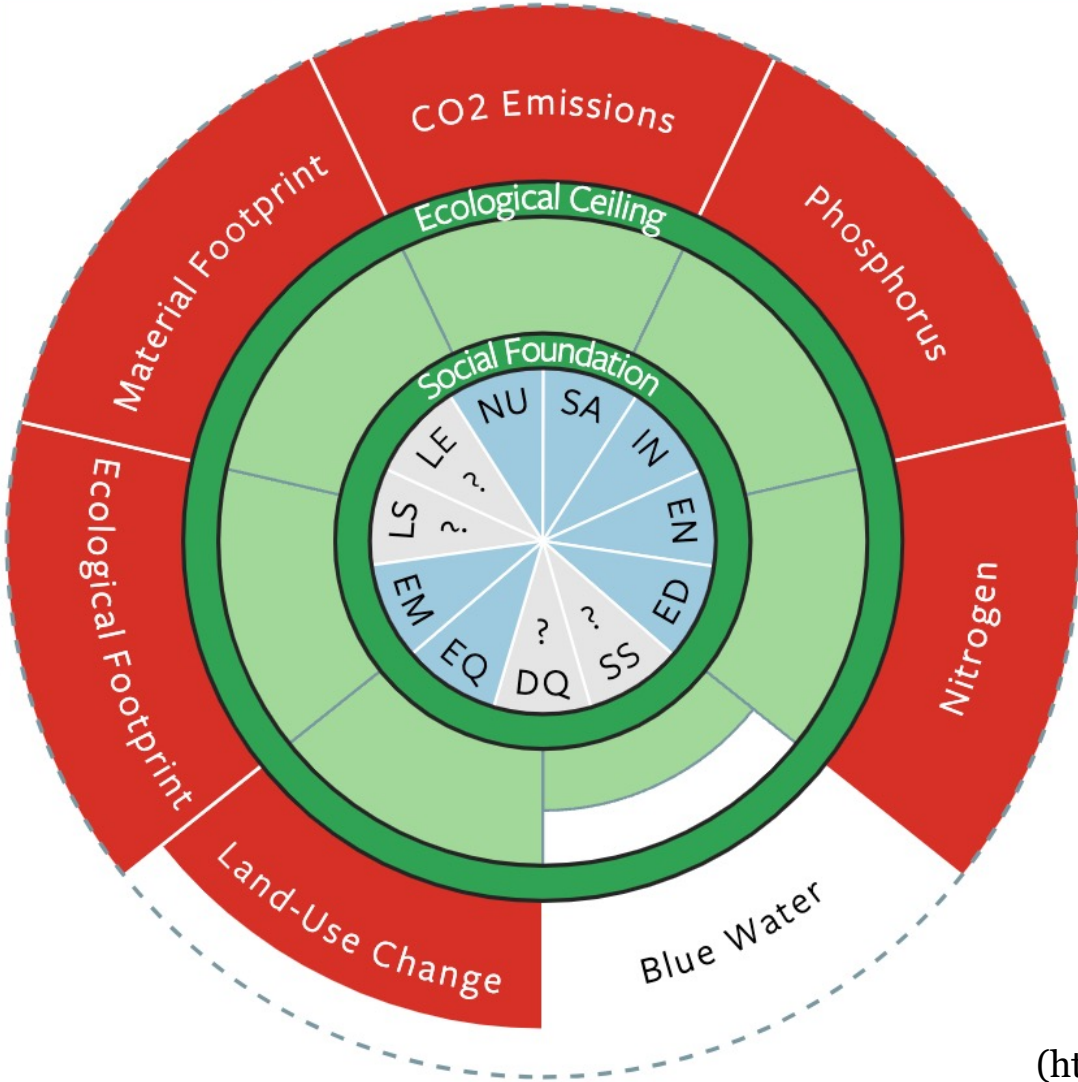 CO2 Emissions
Phosphorus
Nitrogen
Blue Water
Land-Use Change
Ecological Footprint
Material Footprint
Ecological Ceiling
Social Foundation
SA
IN
EN
ED
SS
?
DQ
?
EQ
EM
LS
?
LE
?
NU
(ht